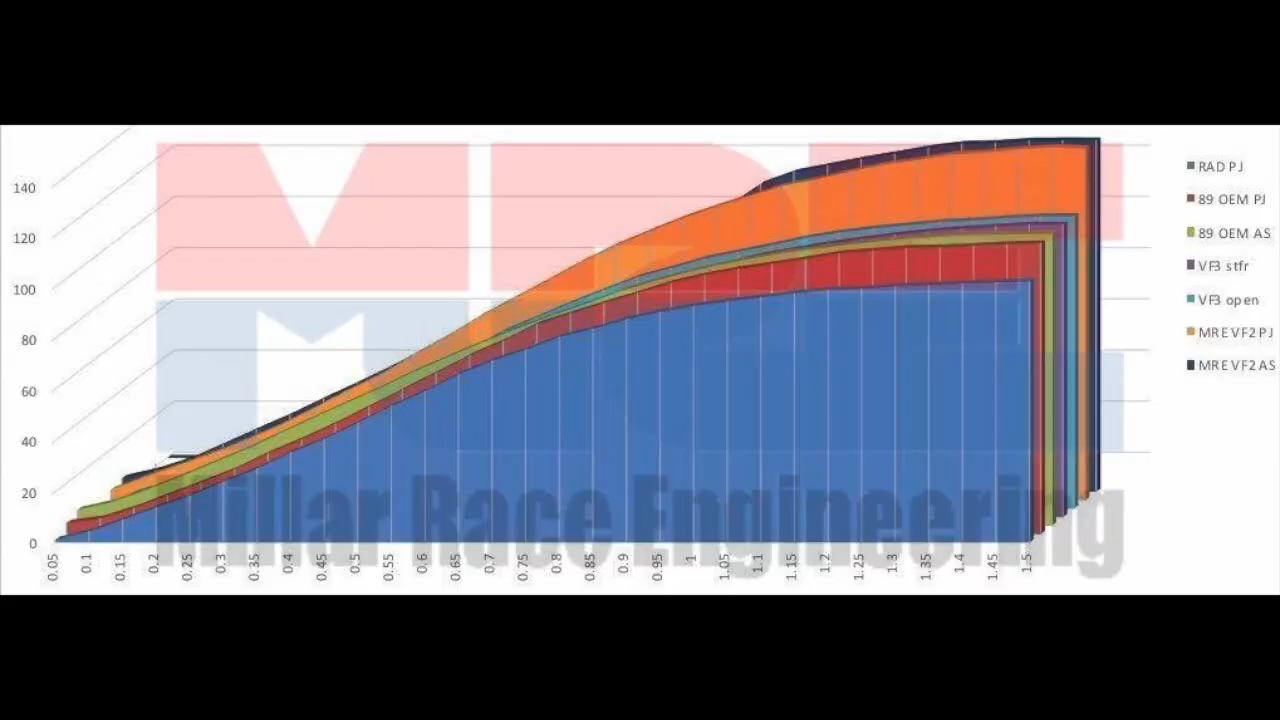 140
120
100
80
60
40
20
0
0.05 0.1 0.15 0.2 0.25 0.3 0.35 0.4 0.45 0.5 0.55 0.6 0.65 0.7 0.75 0.8 0.85 0.9 0.95 1 1.05 1.1 1.15 1.2 1.25 1.3 1.35 1.4 1.45 1.5
RAD PJ
89 OEM PJ
89 OEM AS
VF3 stfr
VF3 open
MRE VF2 PJ
MRE VF2 AS
Millar Race Engineering